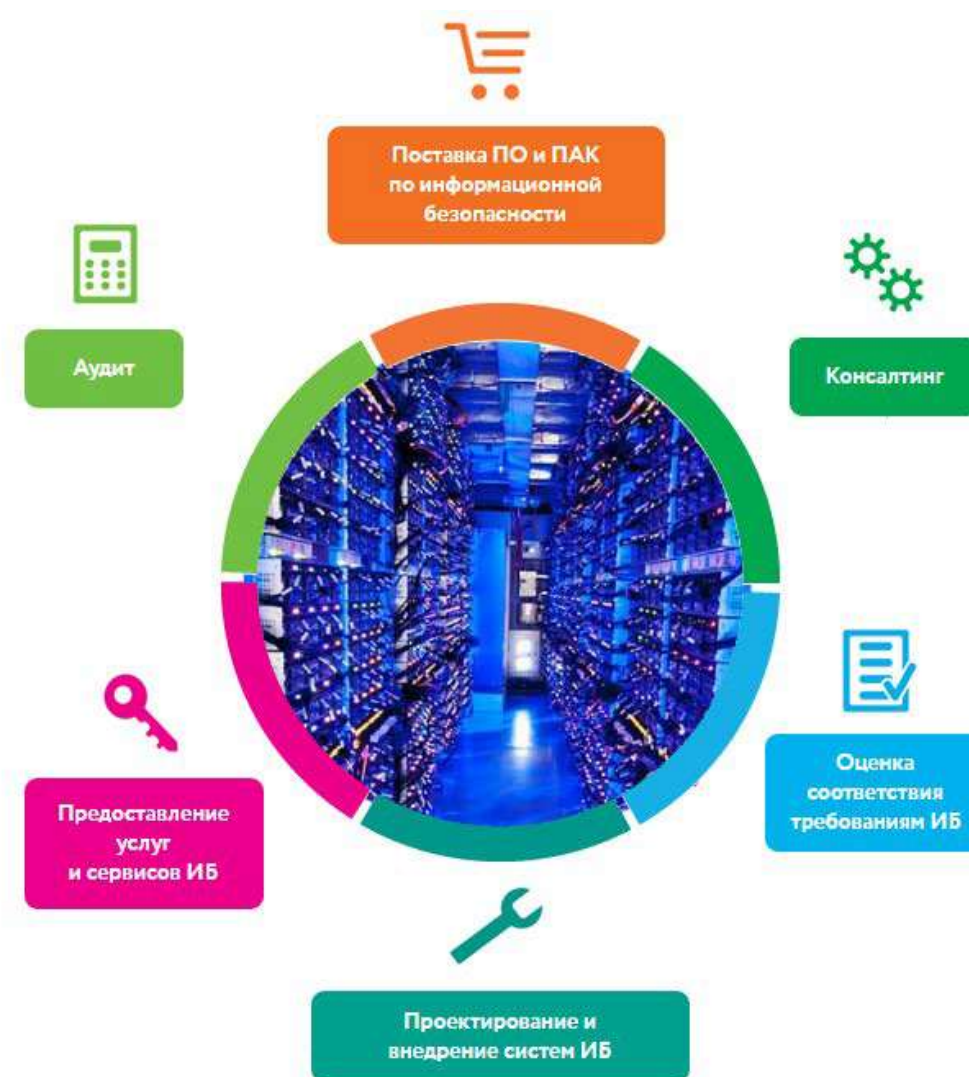 Поставка ПО и ПАК
по информационной
безопасности
Аудит
Консалтинг
Оценка
соответствия
требованиям ИБ
Предоставление
услуг
и сервисов ИБ
Проектирование и
внедрение систем ИБ